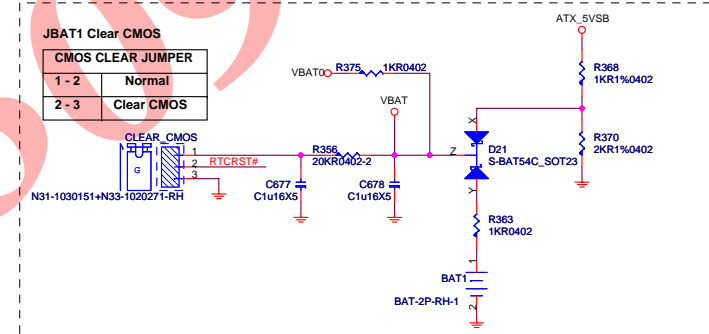 JBAT1 Clear CMOS
CMOS CLEAR JUMPER
1 - 2 Normal
2 - 3 Clear CMOS
ATX_5VSB
R375 1KR0402
VBAT0
R368
1KR1%0402
VBAT
X
CLEAR_CMOS
1
2
3
G
RTCRST#
R356
20KR0402-2
Z
D21
S-BAT54C_SOT23
R370
2KR1%0402
C677
C1u16X5
C678
C1u16X5
Y
N31-1030151+N33-1020271-RH
R363
1KR0402
1
BAT1
BAT-2P-RH-1
2